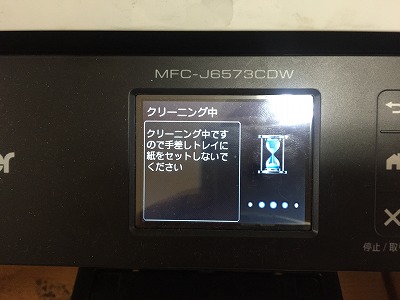 MFC-J6573CDW
クリーニング中
クリーニング中です
ので手差しトレイに
紙をセットしないで
ください
er
停止/取